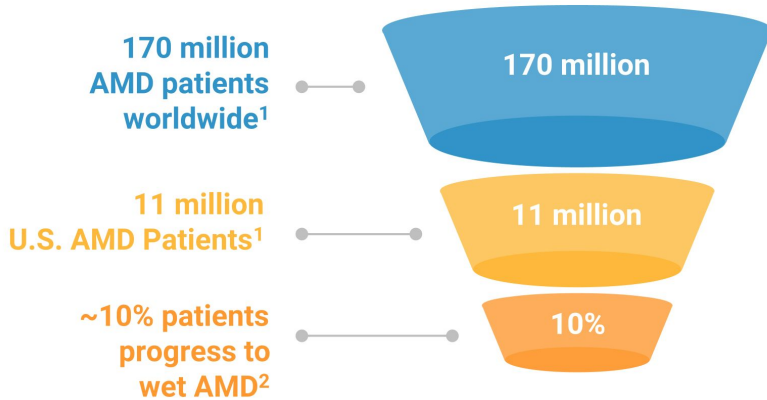 170 million
AMD patients
worldwide¹
170 million
11 million
U.S. AMD Patients¹
11 million
~10% patients
progress to
wet AMD²
10%